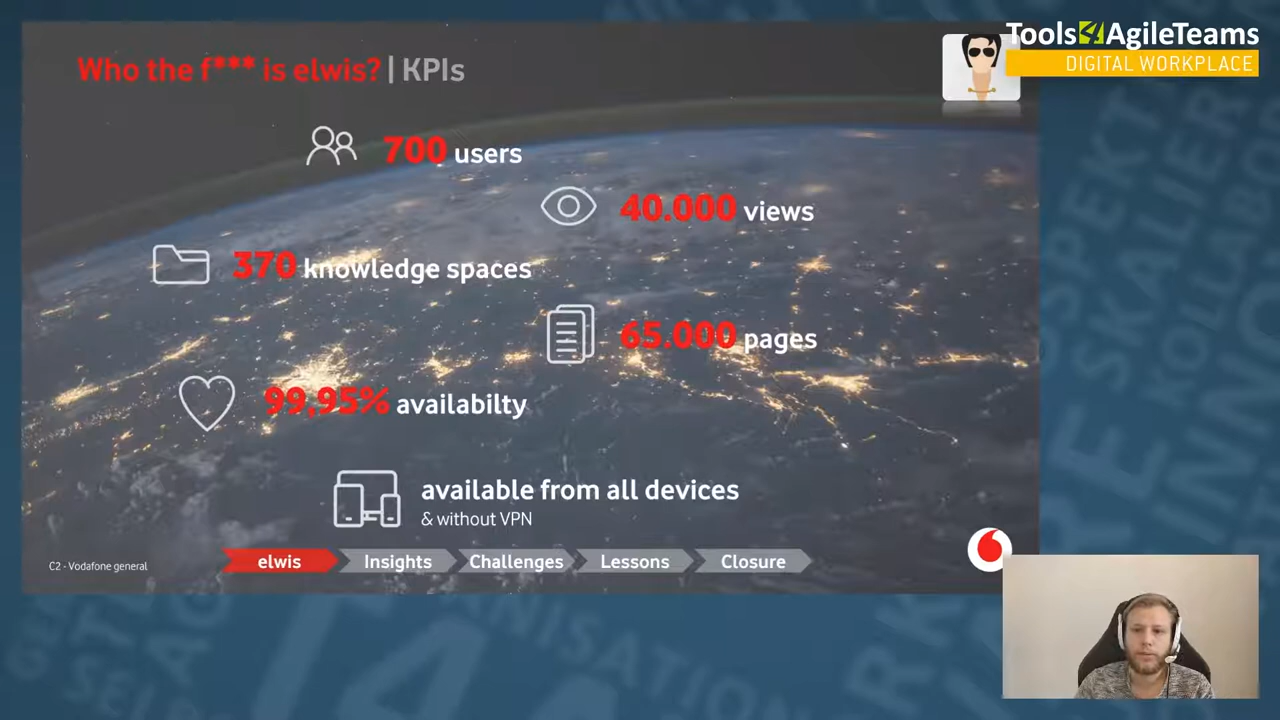 Tools4AgileTeams
DIGITAL WORKPLACE
Who the f*** is elwis? | KPIs
700 users
40.000 views
370 knowledge spaces
65.000 pages
99,95% availabilty
available from all devices
& without VPN
C2 - Vodafone general
elwis
Insights
Challenges
Lessons
Closure